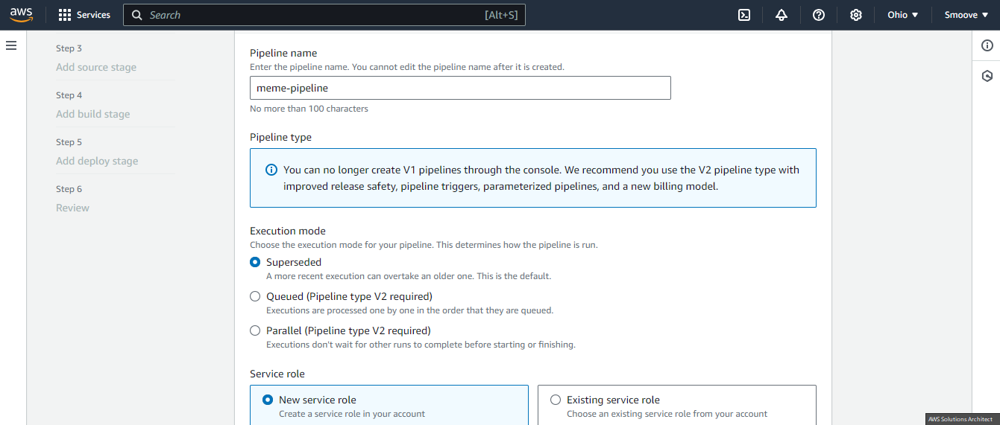 aws
Services
Search
[Alt+S]
Ohio
Smoove
Step 3
Add source stage
Step 4
Add build stage
Step 5
Add deploy stage
Step 6
Review
Pipeline name
Enter the pipeline name. You cannot edit the pipeline name after it is created.
meme-pipeline
No more than 100 characters
Pipeline type
You can no longer create V1 pipelines through the console. We recommend you use the V2 pipeline type with
improved release safety, pipeline triggers, parameterized pipelines, and a new billing model.
Execution mode
Choose the execution mode for your pipeline. This determines how the pipeline is run.
Superseded
A more recent execution can overtake an older one. This is the default.
Queued (Pipeline type V2 required)
Executions are processed one by one in the order that they are queued.
Parallel (Pipeline type V2 required)
Executions don't wait for other runs to complete before starting or finishing.
Service role
New service role
Create a service role in your account
Existing service role
Choose an existing service role from your account
AWS Solutions Architect